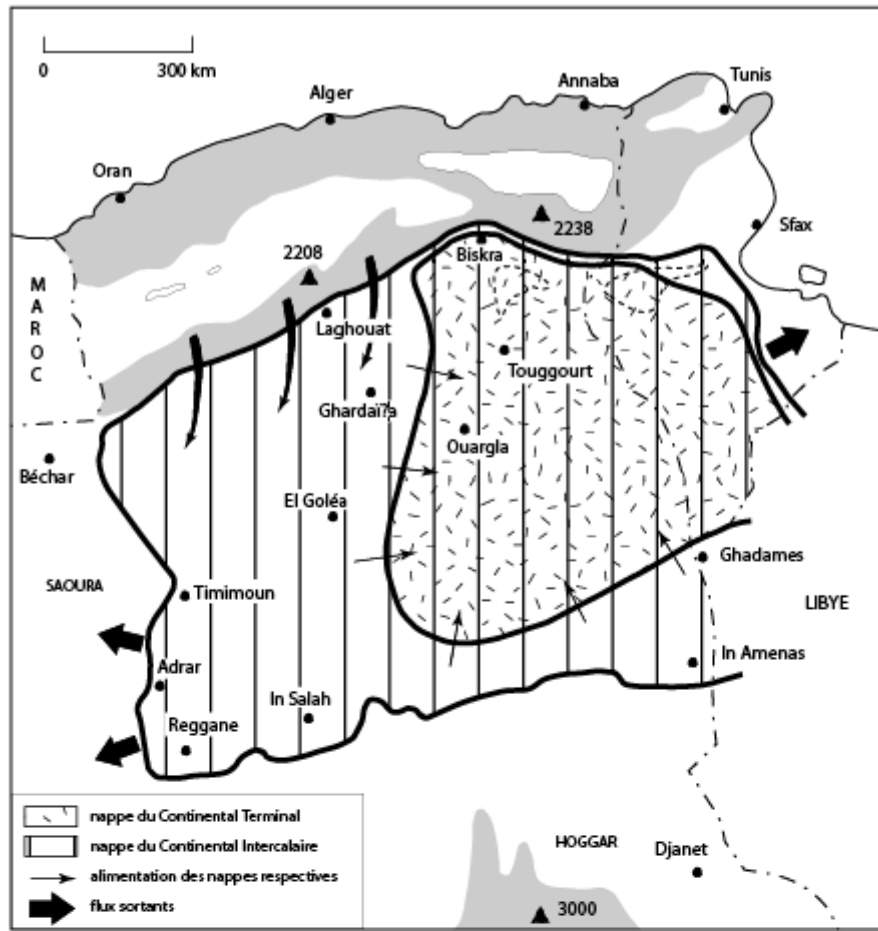 0
300 km
Alger
Annaba
Tunis
Oran
Sfax
2238
2208
Biskra
MAROC
Laghouat
Touggourt
Ghardaï?a
Ouargla
Béchar
El Goléa
Ghadames
SAOURA
Timimoun
LIBYE
In Amenas
Adrar
In Salah
Reggane
nappe du Continental Terminal
nappe du Continental Intercalaire
alimentation des nappes respectives
flux sortants
HOGGAR
Djanet
3000